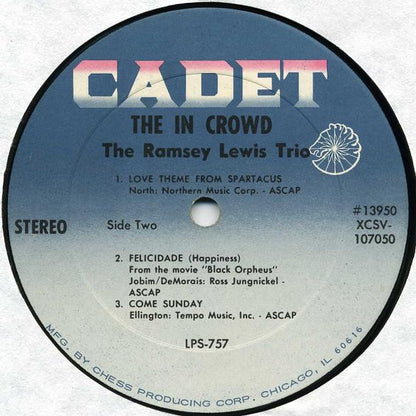 CADET
THE IN CROWD
The Ramsey Lewis Trio
1. LOVE THEME FROM SPARTACUS
North: Northern Music Corp. - ASCAP
STEREO
Side Two
#13950
XCSV-
107050
2. FELICIDADE (Happiness)
From the movie "Black Orpheus"
Jobim/DeMorais: Ross Jungnickel -
ASCAP
3. COME SUNDAY
Ellington: Tempo Music, Inc. - ASCAP
LPS-757
MFG. BY CHESS PRODUCING CORP. CHICAGO, IL 60616